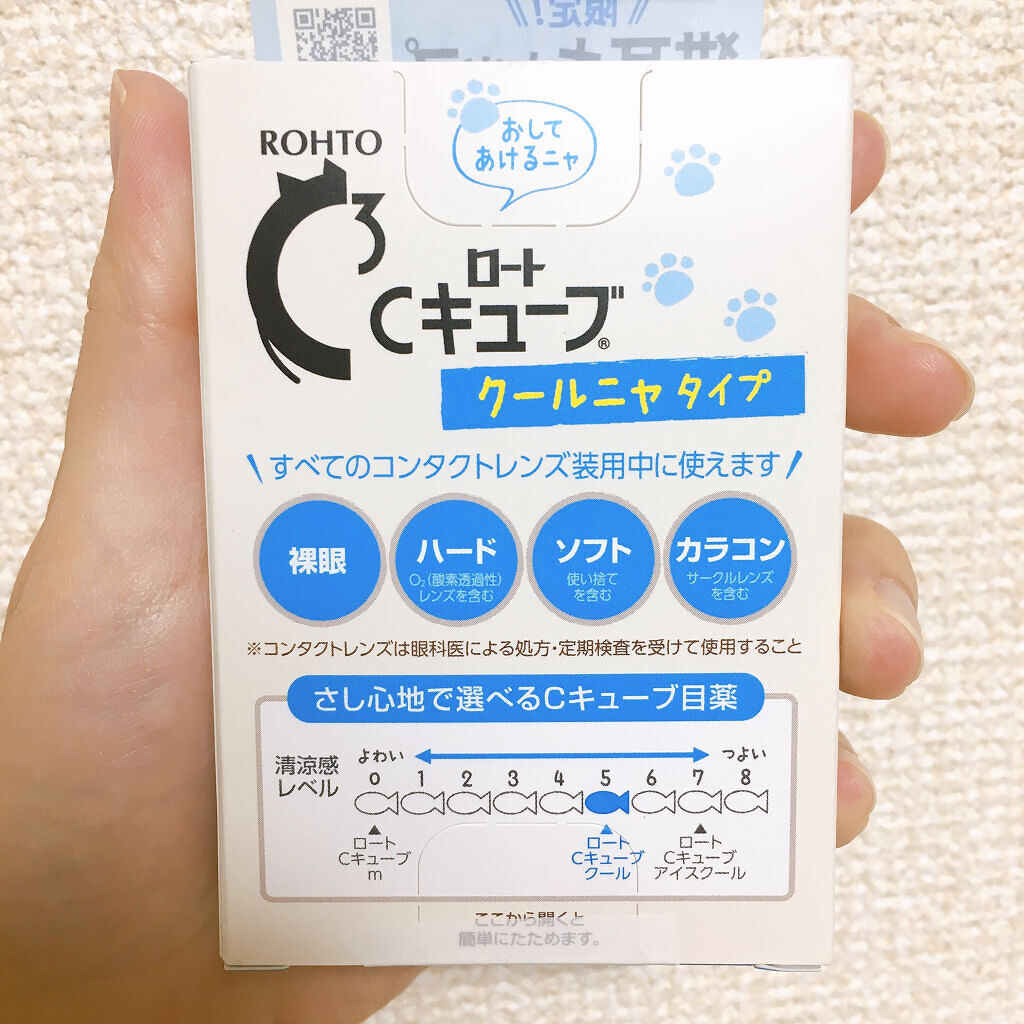 おして
あけるニャ
ROHTO
C3
ロート
Cキューブ®
クールニャタイプ
\ すべてのコンタクトレンズ装用中に使えます /
裸眼
ハード
O₂(酸素透過性)
レンズを含む
ソフト
使い捨て
を含む
カラコン
サークルレンズ
を含む
※コンタクトレンズは眼科医による処方・定期検査を受けて使用すること
さし心地で選べるCキューブ目薬
清涼感
レベル
よわい
つよい
0 1 2 3 4 5 6 7 8
ロート
Cキューブ
m
ロート
Cキューブ
クール
ロート
Cキューブ
アイスクール
ここから開くと
簡単にたためます。